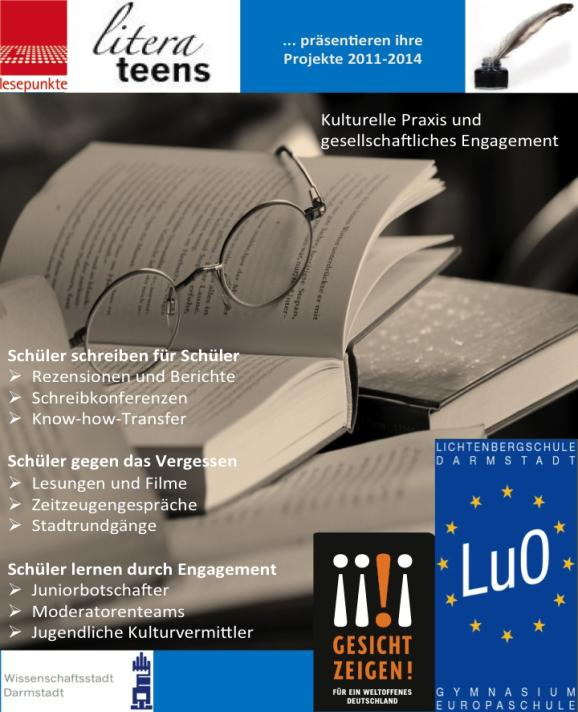 lesepunkte
litera
teens
... präsentieren ihre
Projekte 2011-2014
Kulturelle Praxis und
gesellschaftliches Engagement
Schüler schreiben für Schüler
➢ Rezensionen und Berichte
➢ Schreibkonferenzen
➢ Know-how-Transfer
Schüler gegen das Vergessen
➢ Lesungen und Filme
➢ Zeitzeugengespräche
➢ Stadtrundgänge
Schüler lernen durch Engagement
➢ Juniorbotschafter
➢ Moderatorenteams
➢ Jugendliche Kulturvermittler
LICHTENBERGSCHULE
DARMSTADT
LuO
GYMNASIUM
EUROPASCHULE
GESICHT
ZEIGEN!
FÜR EIN WELTOFFENES
DEUTSCHLAND
Wissenschaftsstadt
Darmstadt